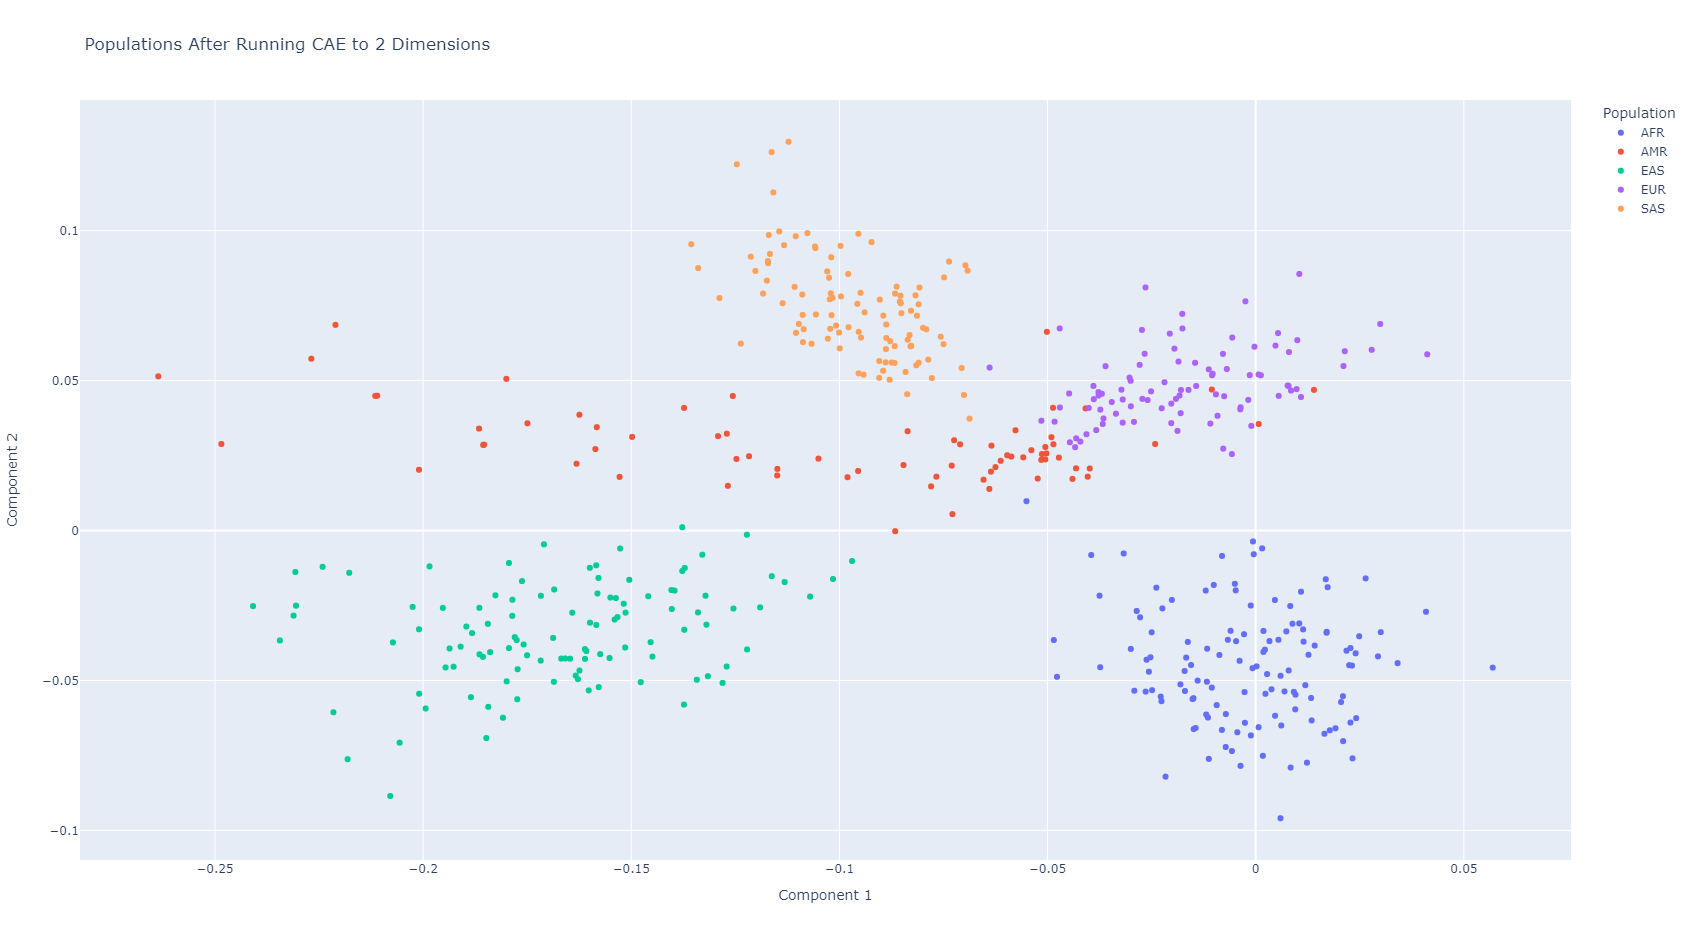 Populations After Running CAE to 2 Dimensions
Population
AFR
AMR
EAS
EUR
SAS
Component 2
0.1
0.05
0
−0.05
−0.1
−0.25
−0.2
−0.15
−0.1
−0.05
0
0.05
Component 1